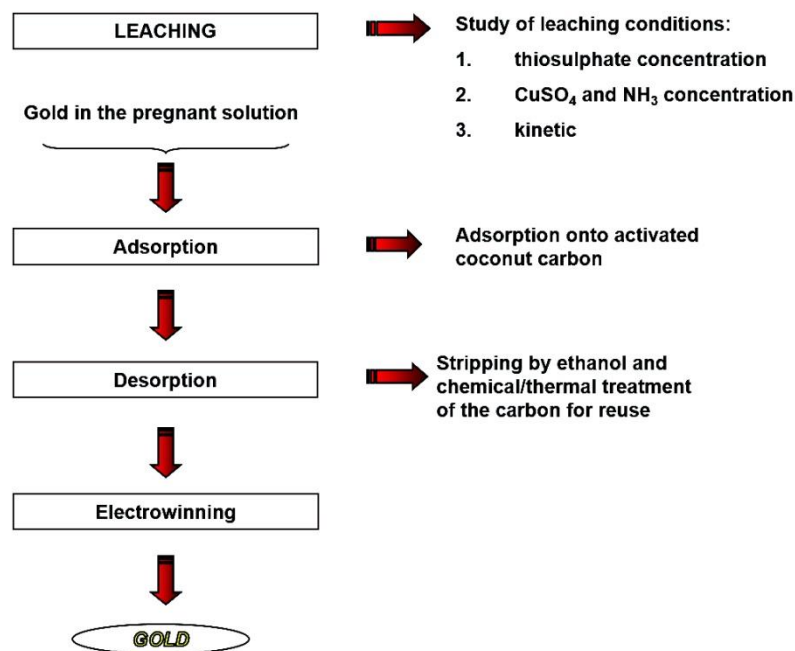 LEACHING
Study of leaching conditions:
1. thiosulphate concentration
2. CuSO₄ and NH₃ concentration
3. kinetic
Gold in the pregnant solution
Adsorption
Adsorption onto activated
coconut carbon
Desorption
Stripping by ethanol and
chemical/thermal treatment
of the carbon for reuse
Electrowinning
GOLD